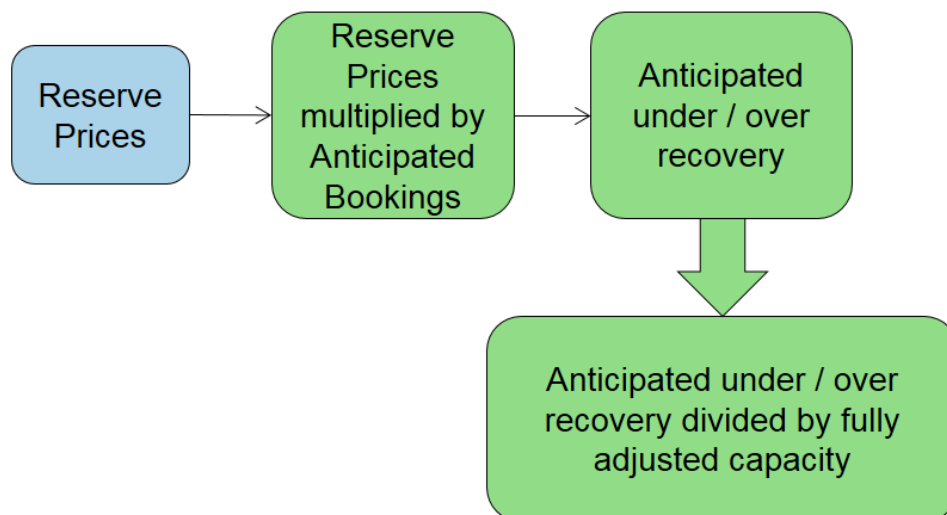 Reserve
Prices
Reserve
Prices
multiplied by
Anticipated
Bookings
Anticipated
under / over
recovery
Anticipated under / over
recovery divided by fully
adjusted capacity